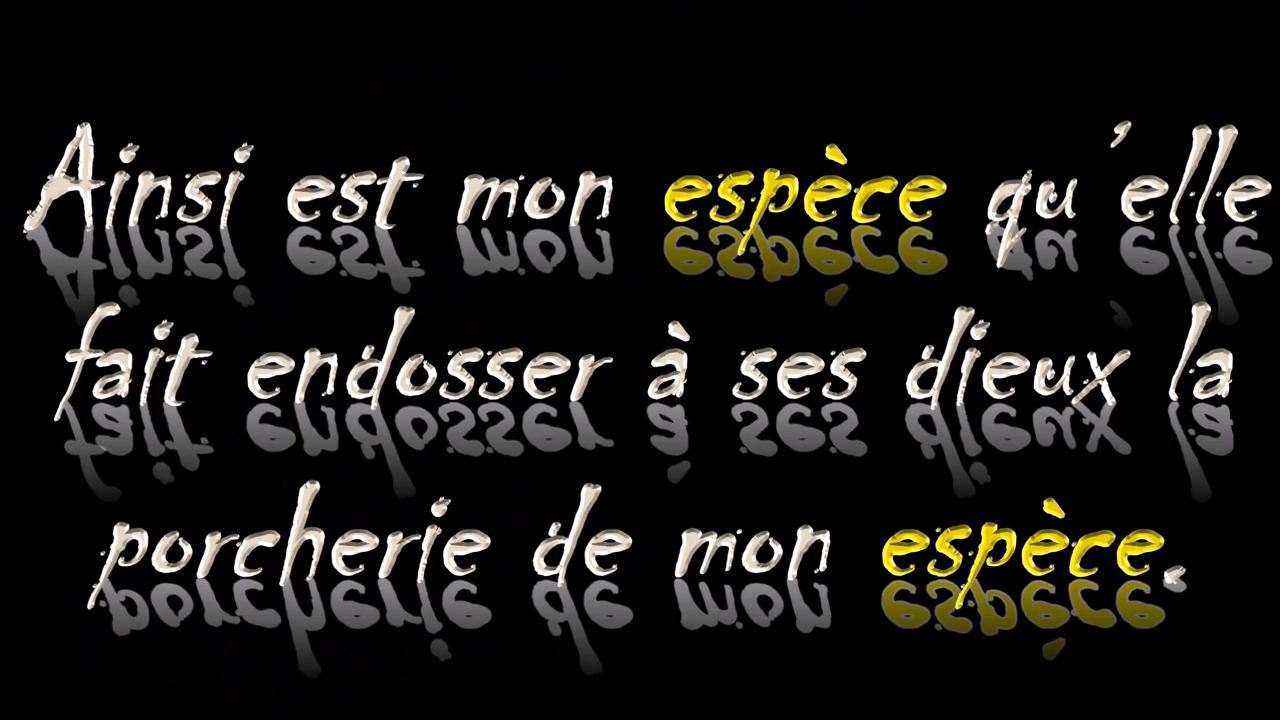 Ainsi est mon espèce qu'elle
fait endosser à ses dieux la
porcherie de mon espèce.